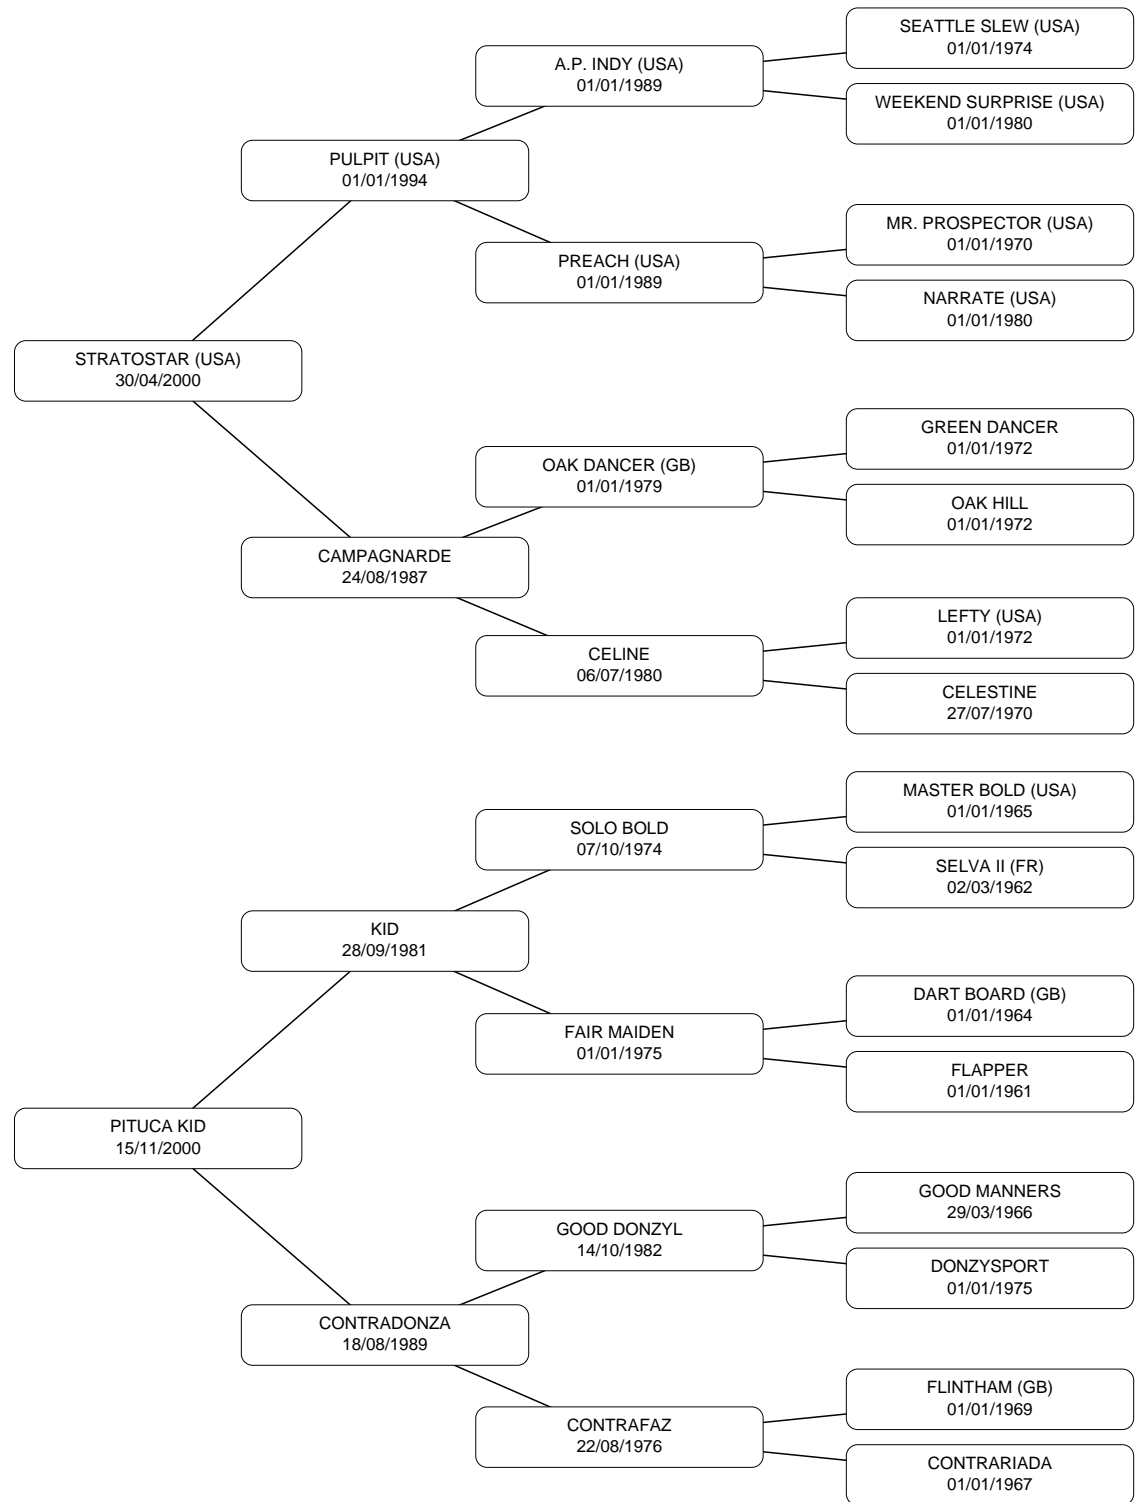 SEATTLE SLEW (USA)
01/01/1974
A.P. INDY (USA)
01/01/1989
WEEKEND SURPRISE (USA)
01/01/1980
PULPIT (USA)
01/01/1994
MR. PROSPECTOR (USA)
01/01/1970
PREACH (USA)
01/01/1989
NARRATE (USA)
01/01/1980
STRATOSTAR (USA)
30/04/2000
GREEN DANCER
01/01/1972
OAK DANCER (GB)
01/01/1979
OAK HILL
01/01/1972
CAMPAGNARDE
24/08/1987
LEFTY (USA)
01/01/1972
CELINE
06/07/1980
CELESTINE
27/07/1970
MASTER BOLD (USA)
01/01/1965
SOLO BOLD
07/10/1974
SELVA II (FR)
02/03/1962
KID
28/09/1981
DART BOARD (GB)
01/01/1964
FAIR MAIDEN
01/01/1975
FLAPPER
01/01/1961
PITUCA KID
15/11/2000
GOOD MANNERS
29/03/1966
GOOD DONZYL
14/10/1982
DONZYSPORT
01/01/1975
CONTRADONZA
18/08/1989
FLINTHAM (GB)
01/01/1969
CONTRAFAZ
22/08/1976
CONTRARIADA
01/01/1967